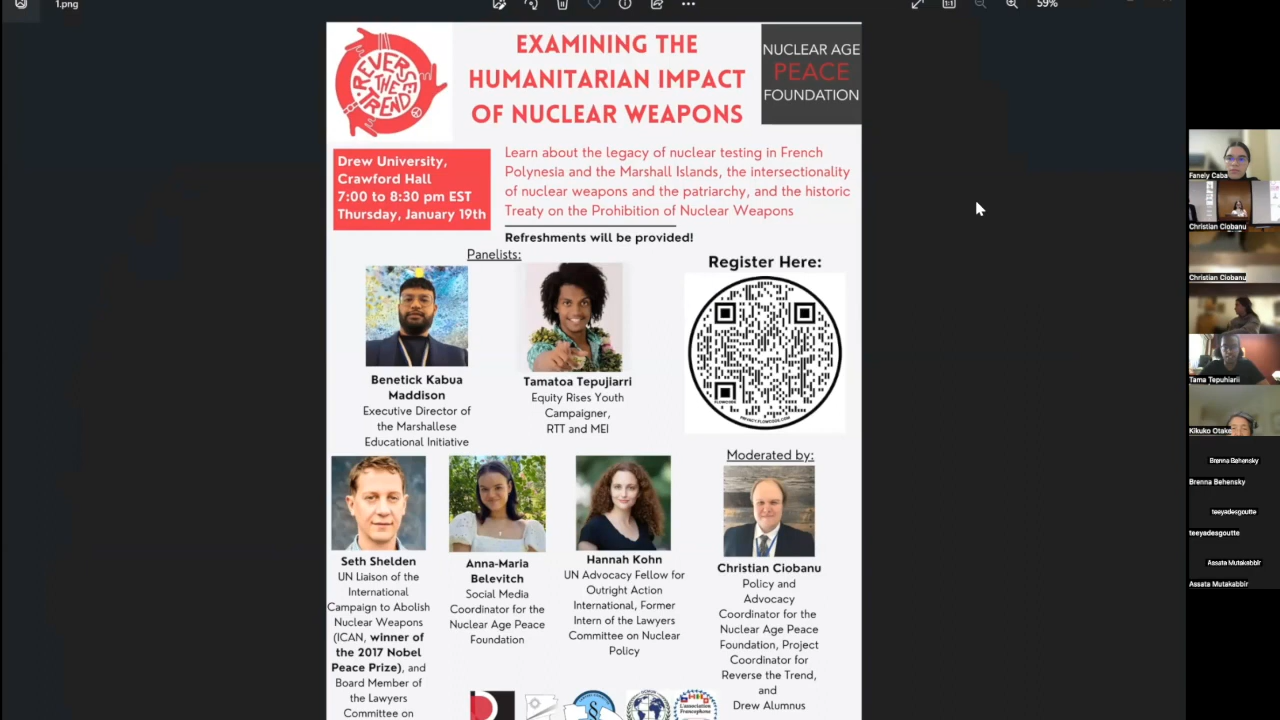 1.png
59%
REVERSE
THE
TREND
EXAMINING THE
HUMANITARIAN IMPACT
OF NUCLEAR WEAPONS
NUCLEAR AGE
PEACE
FOUNDATION
Drew University,
Crawford Hall
7:00 to 8:30 pm EST
Thursday, January 19th
Learn about the legacy of nuclear testing in French
Polynesia and the Marshall Islands, the intersectionality
of nuclear weapons and the patriarchy, and the historic
Treaty on the Prohibition of Nuclear Weapons
Refreshments will be provided!
Panelists:
Register Here:
Benetick Kabua
Maddison
Executive Director of
the Marshallese
Educational Initiative
Tamatoa Tepujiarri
Equity Rises Youth
Campaigner,
RTT and MEI
Seth Shelden
UN Liaison of the
International
Campaign to Abolish
Nuclear Weapons
(ICAN, winner of
the 2017 Nobel
Peace Prize), and
Board Member of
the Lawyers
Committee on
Anna-Maria
Belevitch
Social Media
Coordinator for the
Nuclear Age Peace
Foundation
Hannah Kohn
UN Advocacy Fellow for
Outright Action
International, Former
Intern of the Lawyers
Committee on Nuclear
Policy
Moderated by:
Christian Ciobanu
Policy and
Advocacy
Coordinator for the
Nuclear Age Peace
Foundation, Project
Coordinator for
Reverse the Trend,
and
Drew Alumnus
L'association
Francophone
Fanely Caba
Christian Ciobanu
Christian Ciobanu
Tama Tepuhiarii
Kikuko Otake
Brenna Behensky
Brenna Behensky
teeyadesgoutte
teeyadesgoutte
Assata Mutakabbir
Assata Mutakabbir